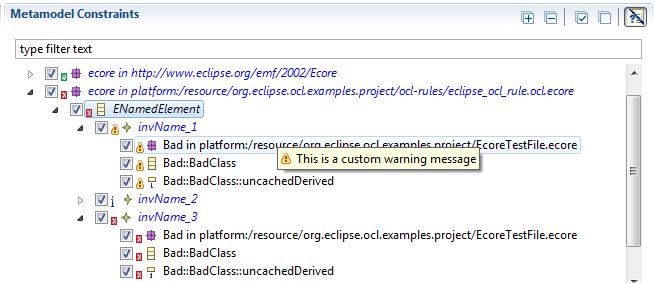 Metamodel Constraints
type filter text
ecore in http://www.eclipse.org/emf/2002/Ecore
ecore in platform:/resource/org.eclipse.ocl.examples.project/ocl-rules/eclipse_ocl_rule.ocl.ecore
ENamedElement
invName_1
Bad in platform:/resource/org.eclipse.ocl.examples.project/EcoreTestFile.ecore
This is a custom warning message
Bad::BadClass
Bad::BadClass::uncachedDerived
invName_2
invName_3
Bad in platform:/resource/org.eclipse.ocl.examples.project/EcoreTestFile.ecore
Bad::BadClass
Bad::BadClass::uncachedDerived